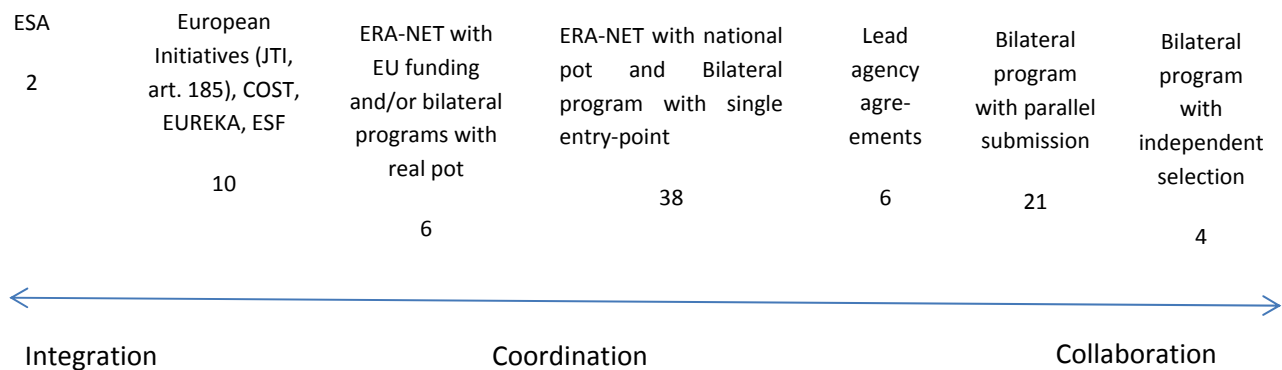 ESA
2
European
Initiatives (JTI,
art. 185), COST,
EUREKA, ESF
10
ERA-NET with
EU funding
and/or bilateral
programs with
real pot
6
ERA-NET with national
pot and Bilateral
program with single
entry-point
38
Lead
agency
agre-
ements
6
Bilateral
program
with parallel
submission
21
Bilateral
program
with
independent
selection
4
Integration
Coordination
Collaboration